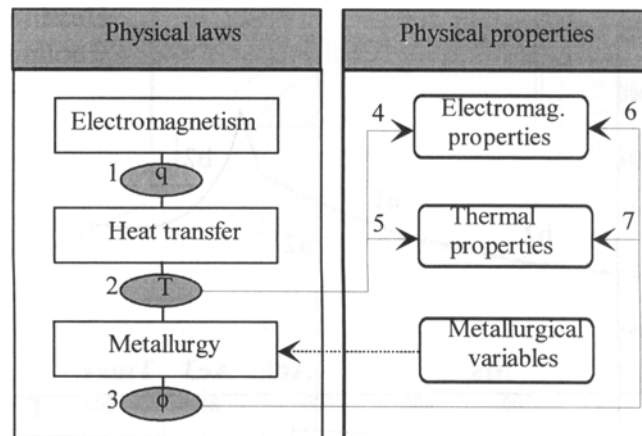 Physical laws
Physical properties
Electromagnetism
1
q
Heat transfer
2
T
Metallurgy
3
ϕ
4
Electromag.
properties
6
5
Thermal
properties
7
Metallurgical
variables